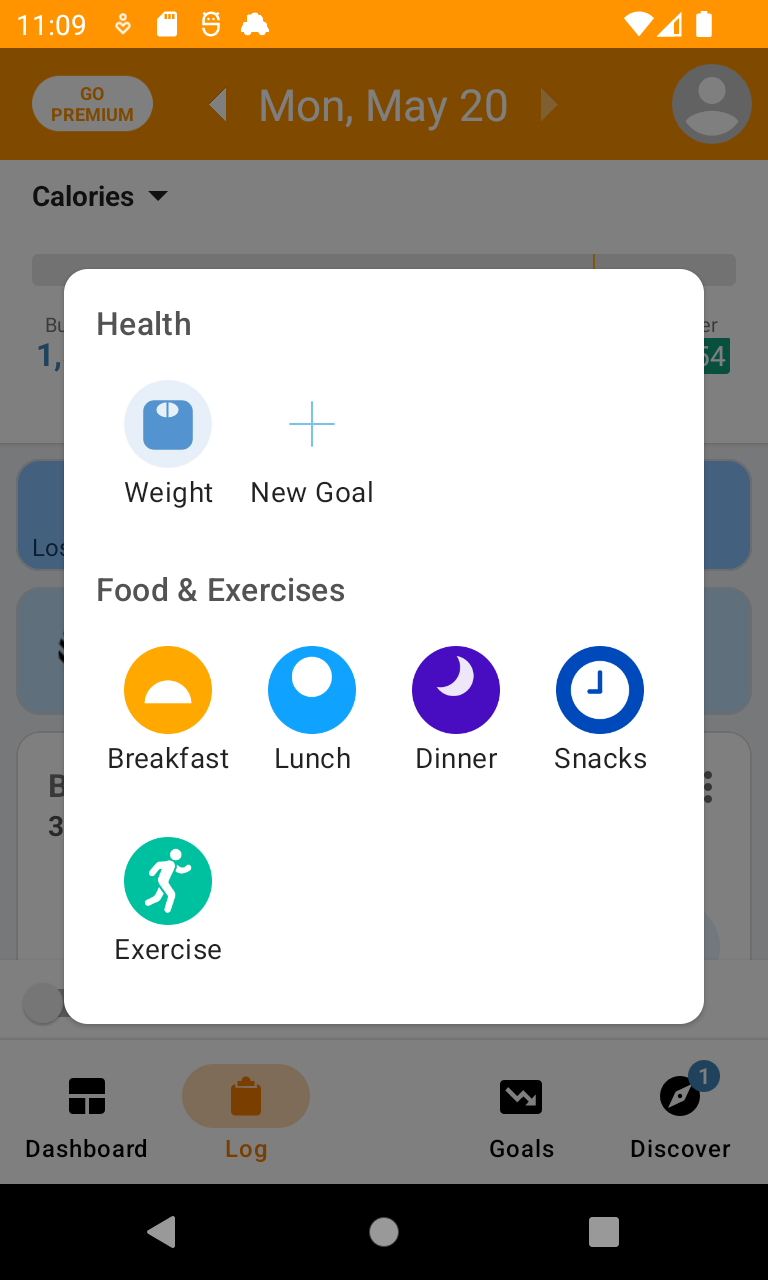 11:09
GO
PREMIUM
Mon, May 20
Calories
Health
Weight
New Goal
Food & Exercises
Breakfast
Lunch
Dinner
Snacks
Exercise
Dashboard
Log
Goals
Discover
1